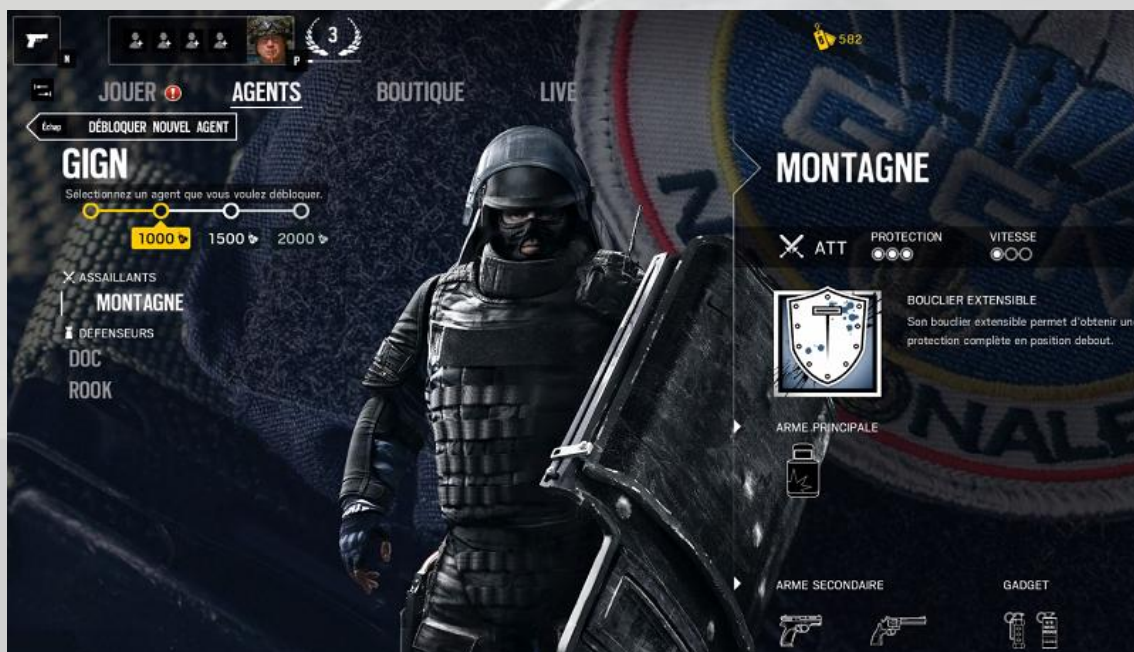 N
P
3
582
JOUER
AGENTS
BOUTIQUE
LIVE
Échap
DÉBLOQUER NOUVEL AGENT
GIGN
Sélectionnez un agent que vous voulez débloquer.
1000
1500
2000
ASSAILLANTS
MONTAGNE
DÉFENSEURS
DOC
ROOK
MONTAGNE
ATT
PROTECTION
VITESSE
BOUCLIER EXTENSIBLE
Son bouclier extensible permet d'obtenir un
protection complète en position debout.
ARME PRINCIPALE
ARME SECONDAIRE
GADGET
NALE